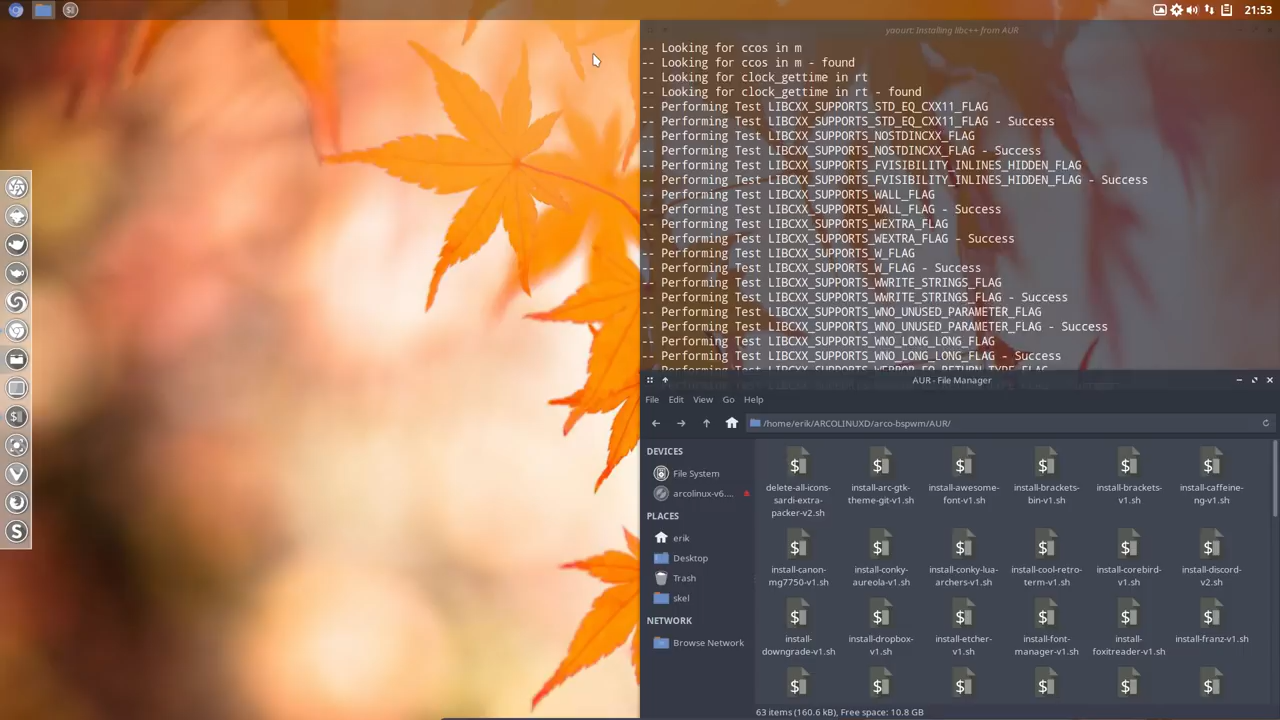 21:53
yaourt: Installing libc++ from AUR
-- Looking for ccos in m
-- Looking for ccos in m - found
-- Looking for clock_gettime in rt
-- Looking for clock_gettime in rt - found
-- Performing Test LIBCXX_SUPPORTS_STD_EQ_CXX11_FLAG
-- Performing Test LIBCXX_SUPPORTS_STD_EQ_CXX11_FLAG - Success
-- Performing Test LIBCXX_SUPPORTS_NOSTDINCXX_FLAG
-- Performing Test LIBCXX_SUPPORTS_NOSTDINCXX_FLAG - Success
-- Performing Test LIBCXX_SUPPORTS_FVISIBILITY_INLINES_HIDDEN_FLAG
-- Performing Test LIBCXX_SUPPORTS_FVISIBILITY_INLINES_HIDDEN_FLAG - Success
-- Performing Test LIBCXX_SUPPORTS_WALL_FLAG
-- Performing Test LIBCXX_SUPPORTS_WALL_FLAG - Success
-- Performing Test LIBCXX_SUPPORTS_WEXTRA_FLAG
-- Performing Test LIBCXX_SUPPORTS_WEXTRA_FLAG - Success
-- Performing Test LIBCXX_SUPPORTS_W_FLAG
-- Performing Test LIBCXX_SUPPORTS_W_FLAG - Success
-- Performing Test LIBCXX_SUPPORTS_WWRITE_STRINGS_FLAG
-- Performing Test LIBCXX_SUPPORTS_WWRITE_STRINGS_FLAG - Success
-- Performing Test LIBCXX_SUPPORTS_WNO_UNUSED_PARAMETER_FLAG
-- Performing Test LIBCXX_SUPPORTS_WNO_UNUSED_PARAMETER_FLAG - Success
-- Performing Test LIBCXX_SUPPORTS_WNO_LONG_LONG_FLAG
-- Performing Test LIBCXX_SUPPORTS_WNO_LONG_LONG_FLAG - Success
-- Performing Test LIBCXX_SUPPORTS_WERROR_EQ_RETURN_TYPE_FLAG
AUR - File Manager
File Edit View Go Help
/home/erik/ARCOLINUXD/arco-bspwm/AUR/
DEVICES
File System
arcolinux-v6....
PLACES
erik
Desktop
Trash
skel
NETWORK
Browse Network
delete-all-icons-
sardi-extra-
packer-v2.sh
install-arc-gtk-
theme-git-v1.sh
install-awesome-
font-v1.sh
install-brackets-
bin-v1.sh
install-brackets-
v1.sh
install-caffeine-
ng-v1.sh
install-canon-
mg7750-v1.sh
install-conky-
aureola-v1.sh
install-conky-lua-
archers-v1.sh
install-cool-retro-
term-v1.sh
install-corebird-
v1.sh
install-discord-
v2.sh
install-
downgrade-v1.sh
install-dropbox-
v1.sh
install-etcher-
v1.sh
install-font-
manager-v1.sh
install-
foxitreader-v1.sh
install-franz-v1.sh
63 items (160.6 kB), Free space: 10.8 GB